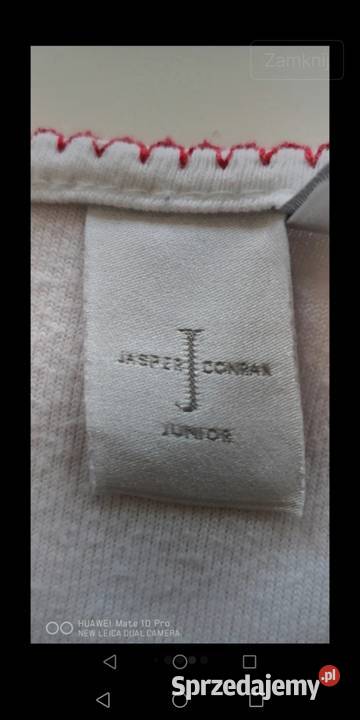 Zamknij
JASPER J CONRAN
JUNIOR
HUAWEI Mate 10 Pro
NEW LEICA DUAL CAMERA
Sprzedajemy.pl